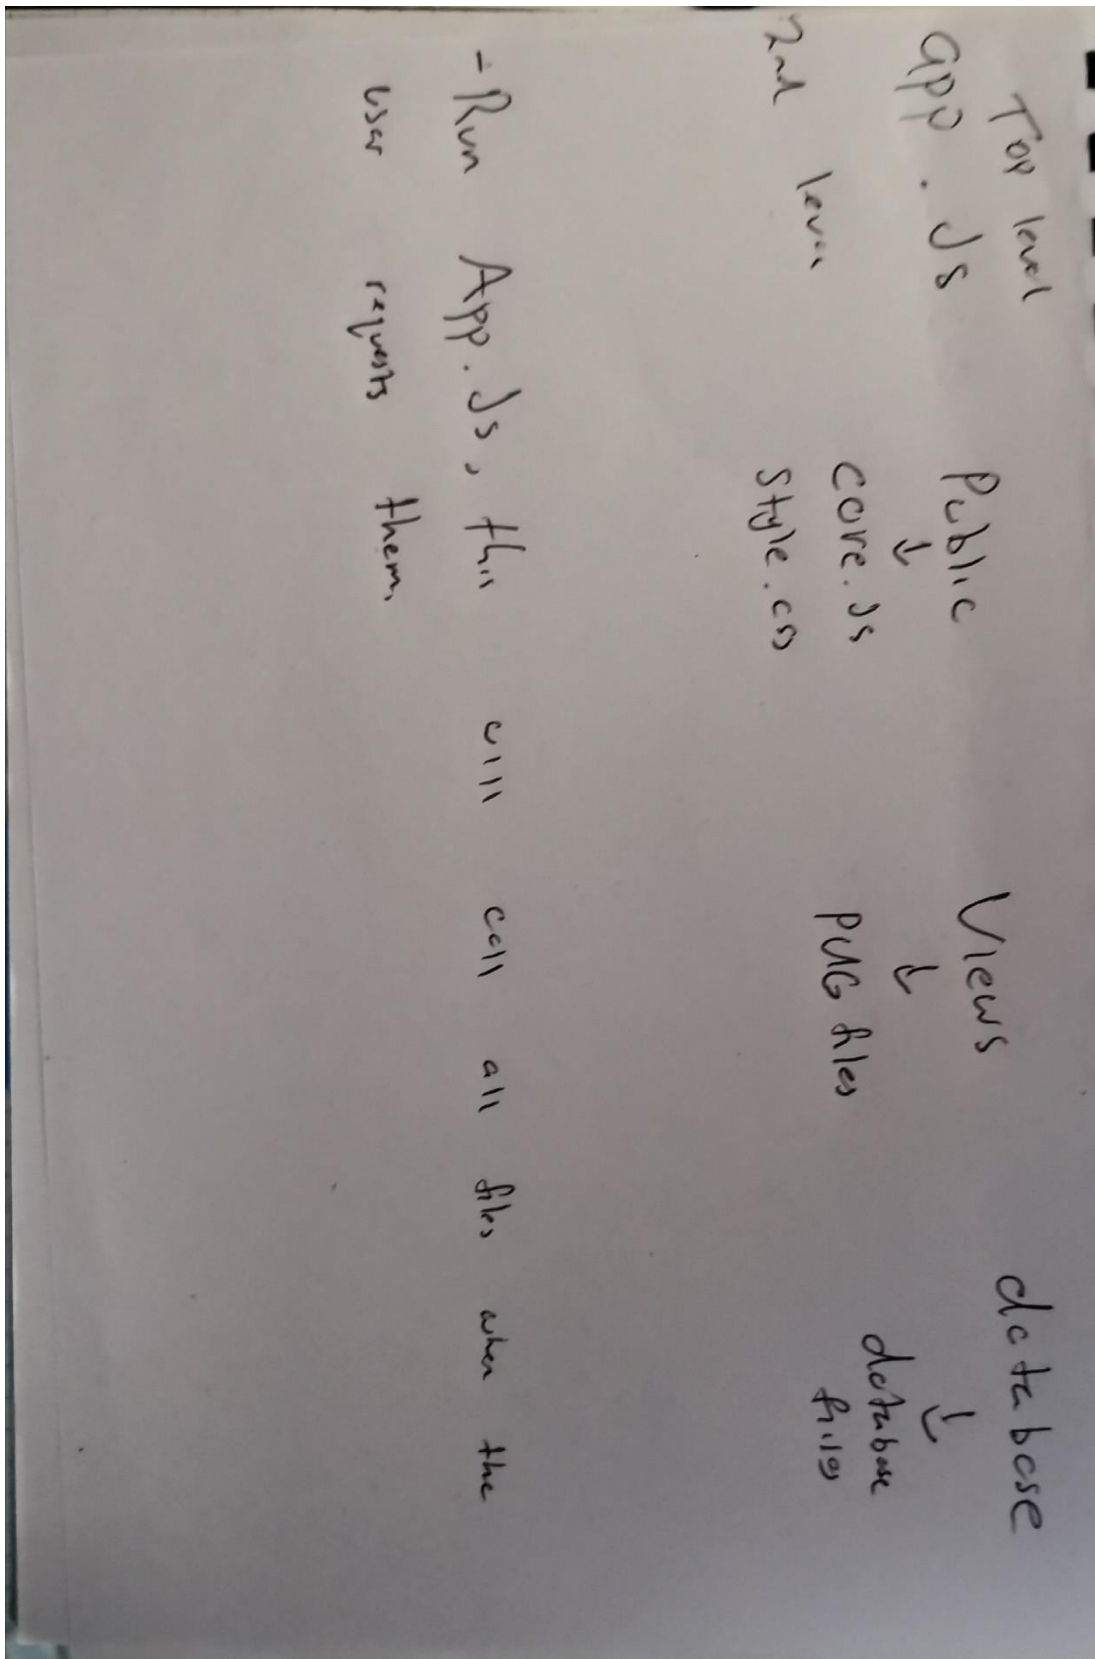 Top level
app.Js Public Views database
↓ ↓ ↓
2nd level core.Js PUG files database
style.css files
- Run App.Js, this will call all files when the
user requests them.